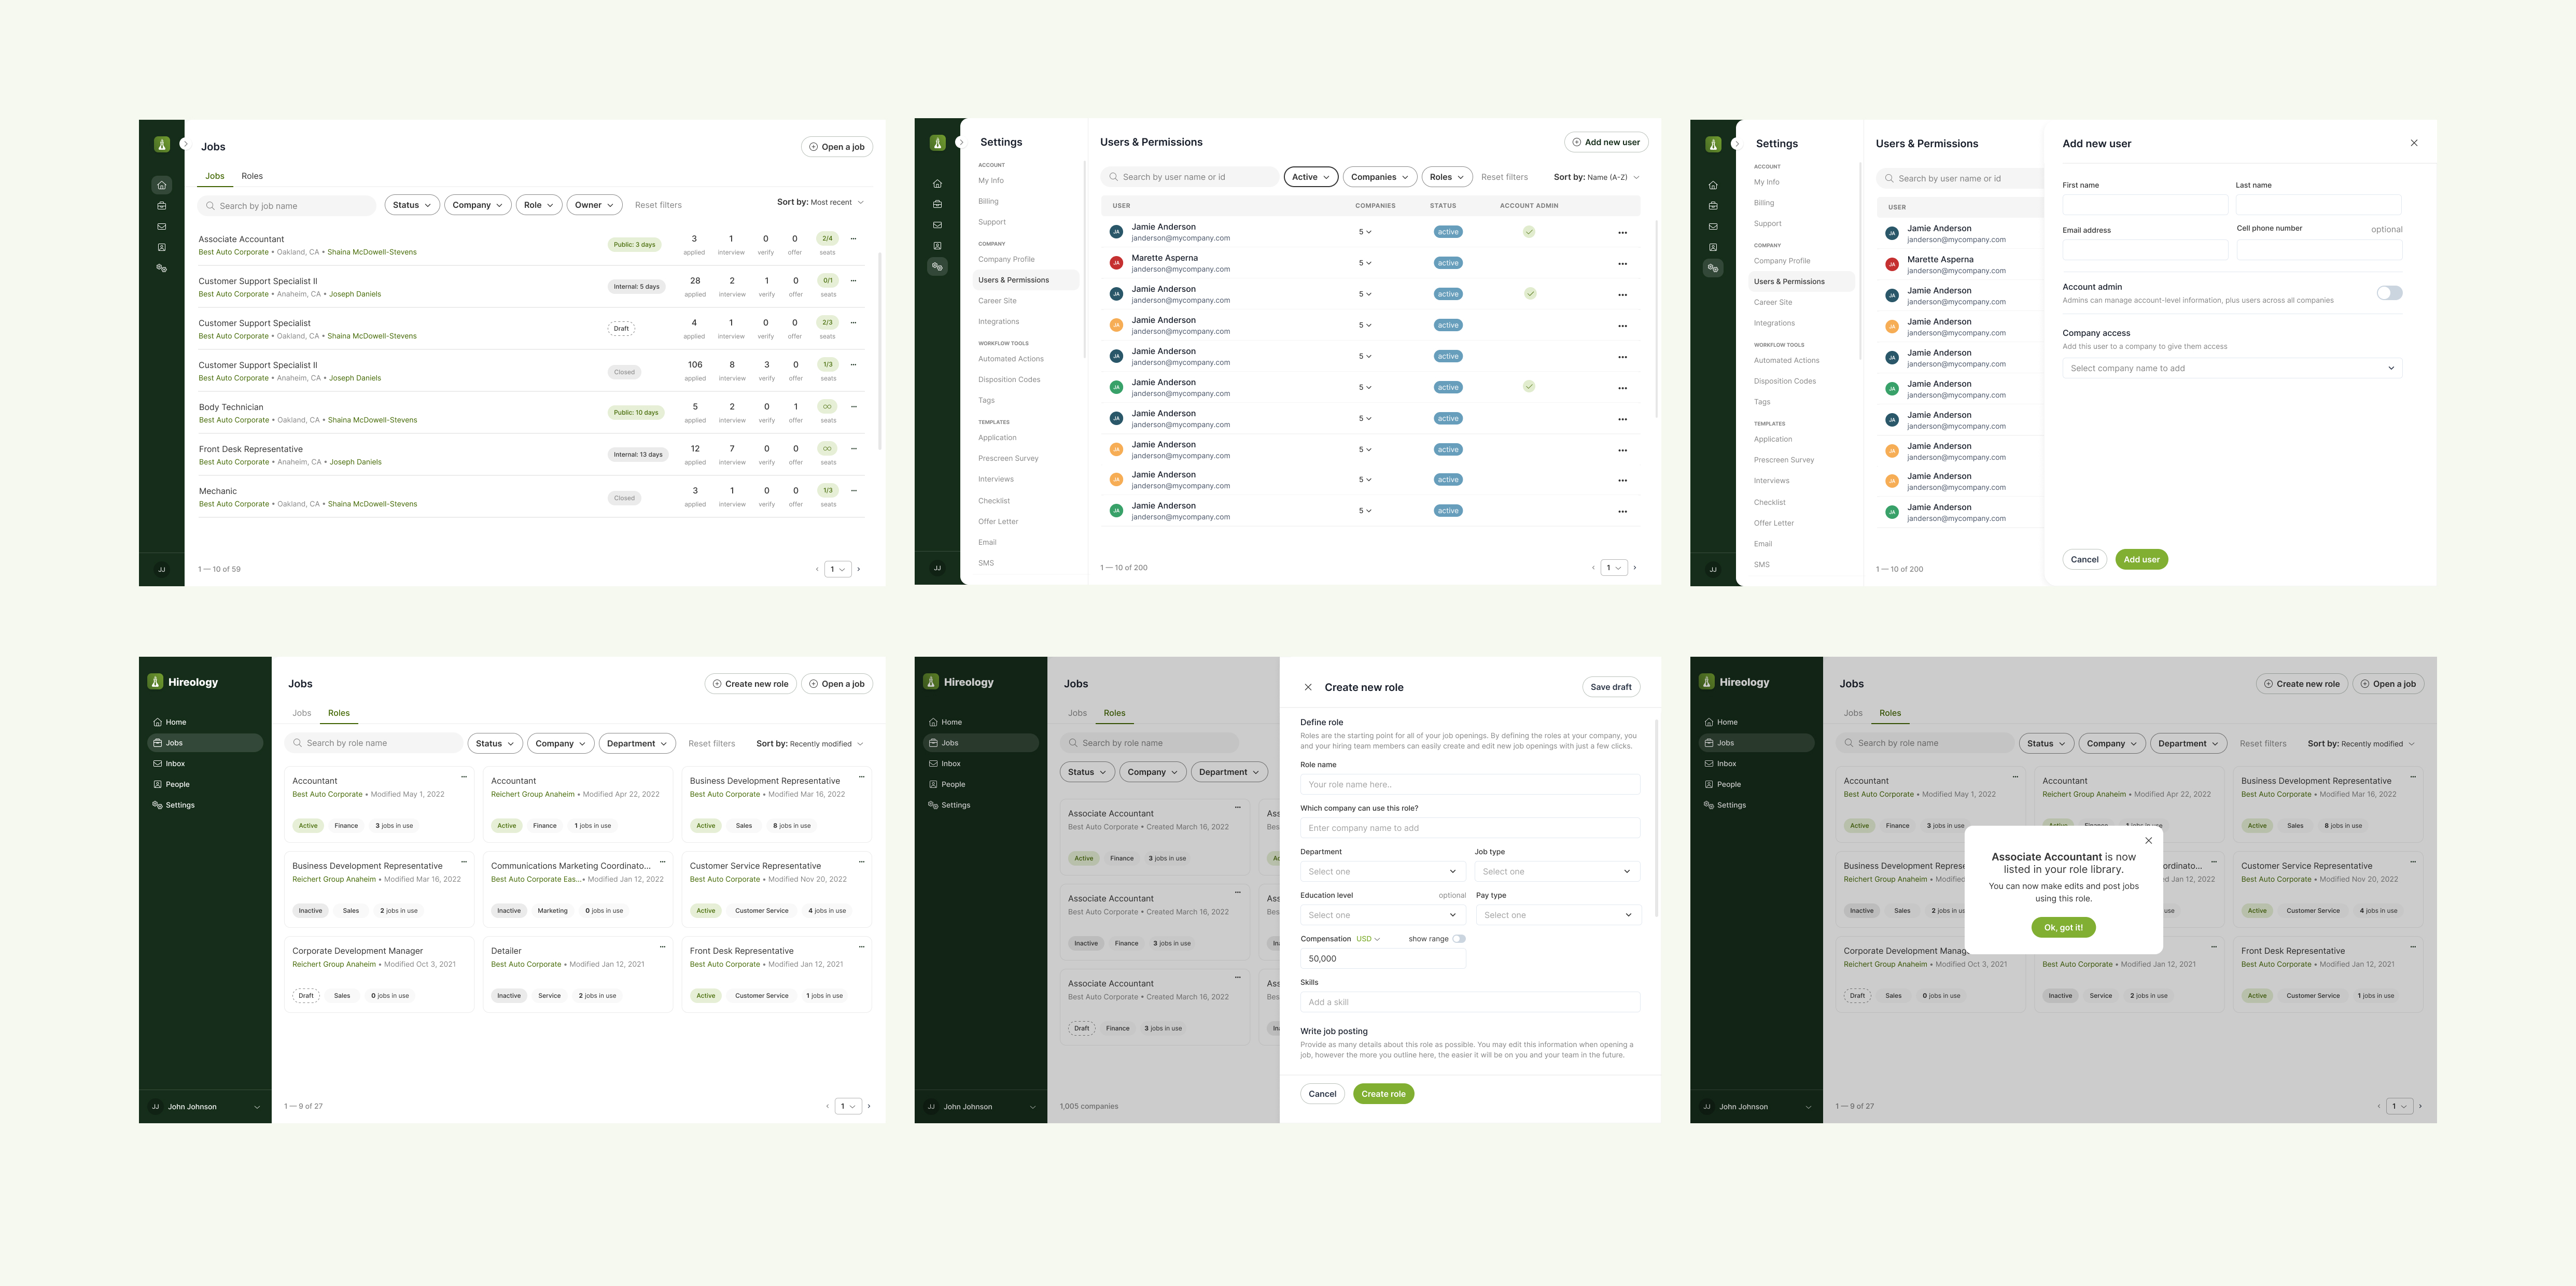 Jobs
Open a job
Jobs Roles
Search by job name Status Company Role Owner Reset filters Sort by: Most recent
Associate Accountant
Best Auto Corporate • Oakland, CA • Shaina McDowell-Stevens
Public: 3 days 3 applied 1 interview 0 verify 0 offer 2/4 seats
Customer Support Specialist II
Best Auto Corporate • Anaheim, CA • Joseph Daniels
Internal: 5 days 28 applied 2 interview 1 verify 0 offer 0/1 seats
Customer Support Specialist
Best Auto Corporate • Oakland, CA • Shaina McDowell-Stevens
Draft 4 applied 1 interview 0 verify 0 offer 2/3 seats
Customer Support Specialist II
Best Auto Corporate • Anaheim, CA • Joseph Daniels
Closed 106 applied 8 interview 3 verify 0 offer 1/3 seats
Body Technician
Best Auto Corporate • Oakland, CA • Shaina McDowell-Stevens
Public: 10 days 5 applied 2 interview 0 verify 1 offer ∞ seats
Front Desk Representative
Best Auto Corporate • Anaheim, CA • Joseph Daniels
Internal: 13 days 12 applied 7 interview 0 verify 0 offer ∞ seats
Mechanic
Best Auto Corporate • Oakland, CA • Shaina McDowell-Stevens
Closed 3 applied 1 interview 0 verify 0 offer 1/3 seats
JJ
1 — 10 of 59
1
Settings
ACCOUNT
My Info
Billing
Support
COMPANY
Company Profile
Users & Permissions
Career Site
Integrations
WORKFLOW TOOLS
Automated Actions
Disposition Codes
Tags
TEMPLATES
Application
Prescreen Survey
Interviews
Checklist
Offer Letter
Email
SMS
JJ
Users & Permissions
Add new user
Search by user name or id Active Companies Roles Reset filters Sort by: Name (A-Z)
USER COMPANIES STATUS ACCOUNT ADMIN
JA Jamie Anderson 5 active
janderson@mycompany.com
JA Marette Asperna 5 active
janderson@mycompany.com
JA Jamie Anderson 5 active
janderson@mycompany.com
JA Jamie Anderson 5 active
janderson@mycompany.com
JA Jamie Anderson 5 active
janderson@mycompany.com
JA Jamie Anderson 5 active
janderson@mycompany.com
JA Jamie Anderson 5 active
janderson@mycompany.com
JA Jamie Anderson 5 active
janderson@mycompany.com
JA Jamie Anderson 5 active
janderson@mycompany.com
JA Jamie Anderson 5 active
janderson@mycompany.com
1 — 10 of 200
1
Settings
ACCOUNT
My Info
Billing
Support
COMPANY
Company Profile
Users & Permissions
Career Site
Integrations
WORKFLOW TOOLS
Automated Actions
Disposition Codes
Tags
TEMPLATES
Application
Prescreen Survey
Interviews
Checklist
Offer Letter
Email
SMS
JJ
Users & Permissions
Search by user name or id
USER
JA Jamie Anderson
janderson@mycompany.com
JA Marette Asperna
janderson@mycompany.com
JA Jamie Anderson
janderson@mycompany.com
JA Jamie Anderson
janderson@mycompany.com
JA Jamie Anderson
janderson@mycompany.com
JA Jamie Anderson
janderson@mycompany.com
JA Jamie Anderson
janderson@mycompany.com
JA Jamie Anderson
janderson@mycompany.com
JA Jamie Anderson
janderson@mycompany.com
JA Jamie Anderson
janderson@mycompany.com
1 — 10 of 200
Add new user
First name Last name
Email address Cell phone number optional
Account admin
Admins can manage account-level information, plus users across all companies
Company access
Add this user to a company to give them access
Select company name to add
Cancel Add user
Hireology
Home
Jobs
Inbox
People
Settings
JJ John Johnson
Jobs
Create new role Open a job
Jobs Roles
Search by role name Status Company Department Reset filters Sort by: Recently modified
Accountant
Best Auto Corporate • Modified May 1, 2022
Active Finance 3 jobs in use
Accountant
Reichert Group Anaheim • Modified Apr 22, 2022
Active Finance 1 jobs in use
Business Development Representative
Best Auto Corporate • Modified Mar 16, 2022
Active Sales 8 jobs in use
Business Development Representative
Reichert Group Anaheim • Modified Mar 16, 2022
Inactive Sales 2 jobs in use
Communications Marketing Coordinato...
Best Auto Corporate Eas... • Modified Jan 12, 2022
Inactive Marketing 0 jobs in use
Customer Service Representative
Best Auto Corporate • Modified Nov 20, 2022
Active Customer Service 4 jobs in use
Corporate Development Manager
Reichert Group Anaheim • Modified Oct 3, 2021
Draft Sales 0 jobs in use
Detailer
Best Auto Corporate • Modified Jan 12, 2021
Inactive Service 2 jobs in use
Front Desk Representative
Best Auto Corporate • Modified Jan 12, 2021
Active Customer Service 1 jobs in use
1 — 9 of 27
1
Hireology
Home
Jobs
Inbox
People
Settings
JJ John Johnson
Jobs
Jobs Roles
Search by role name
Status Company Department
Associate Accountant
Best Auto Corporate • Created March 16, 2022
Active Finance 3 jobs in use
Ass
Best
Ac
Associate Accountant
Best Auto Corporate • Created March 16, 2022
Inactive Finance 3 jobs in use
Ass
Best
Ina
Associate Accountant
Best Auto Corporate • Created March 16, 2022
Draft Finance 3 jobs in use
Ass
Best
In
1,005 companies
Create new role
Save draft
Define role
Roles are the starting point for all of your job openings. By defining the roles at your company, you
and your hiring team members can easily create and edit new job openings with just a few clicks.
Role name
Your role name here..
Which company can use this role?
Enter company name to add
Department Job type
Select one Select one
Education level optional Pay type
Select one Select one
Compensation USD show range
50,000
Skills
Add a skill
Write job posting
Provide as many details about this role as possible. You may edit this information when opening a
job, however the more you outline here, the easier it will be on you and your team in the future.
Cancel Create role
Hireology
Home
Jobs
Inbox
People
Settings
JJ John Johnson
Jobs
Create new role Open a job
Jobs Roles
Search by role name Status Company Department Reset filters Sort by: Recently modified
Accountant
Best Auto Corporate • Modified May 1, 2022
Active Finance 3 jobs in use
Accountant
Reichert Group Anaheim • Modified Apr 22, 2022
Business Development Representative
Best Auto Corporate • Modified Mar 16, 2022
Active Sales 8 jobs in use
Business Development Represe
Reichert Group Anaheim • Modified
Inactive Sales 2 jobs in us
ordinato...
ed Jan 12, 2022
use
Customer Service Representative
Best Auto Corporate • Modified Nov 20, 2022
Active Customer Service 4 jobs in use
Corporate Development Manag
Reichert Group Anaheim • Modified Oct 3, 2021
Draft Sales 0 jobs in use
Best Auto Corporate • Modified Jan 12, 2021
Inactive Service 2 jobs in use
Front Desk Representative
Best Auto Corporate • Modified Jan 12, 2021
Active Customer Service 1 jobs in use
1 — 9 of 27
1
Associate Accountant is now
listed in your role library.
You can now make edits and post jobs
using this role.
Ok, got it!